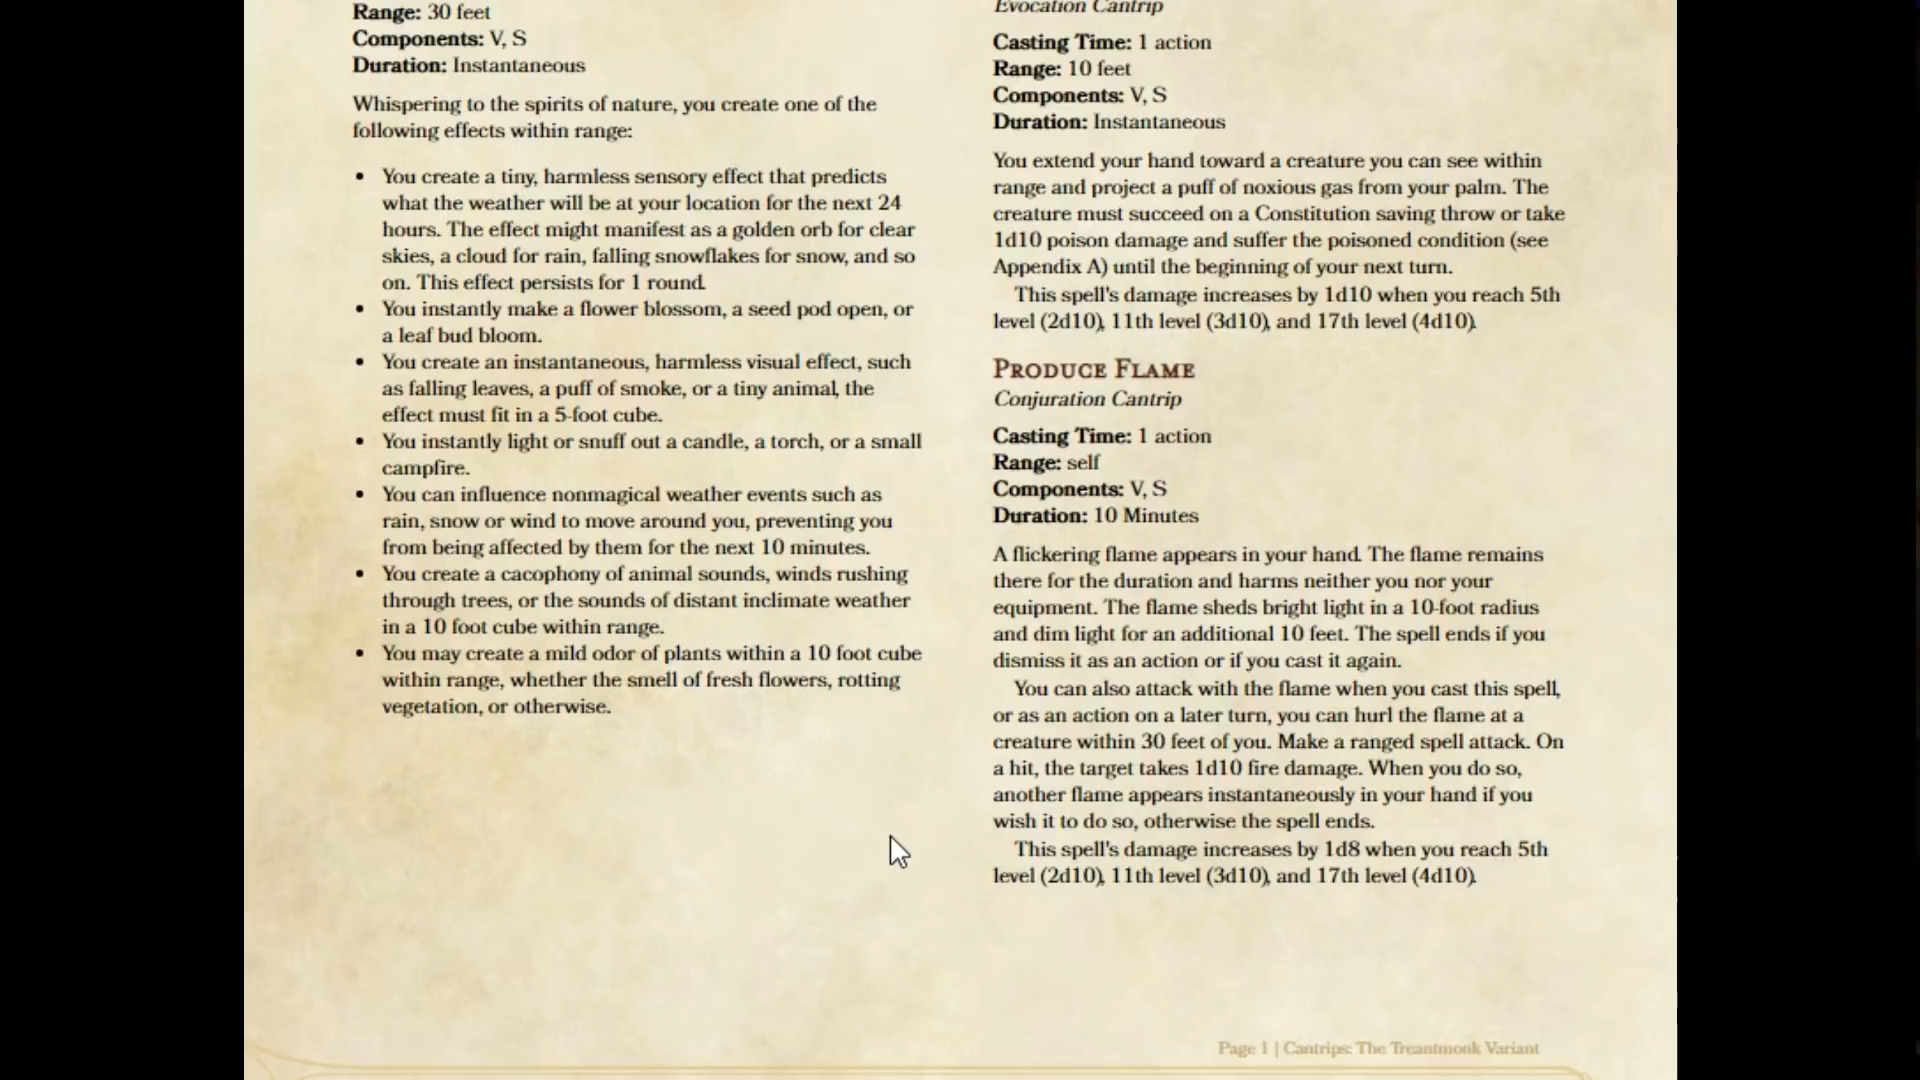 Range: 30 feet
Components: V, S
Duration: Instantaneous
Whispering to the spirits of nature, you create one of the
following effects within range:
• You create a tiny, harmless sensory effect that predicts
what the weather will be at your location for the next 24
hours. The effect might manifest as a golden orb for clear
skies, a cloud for rain, falling snowflakes for snow, and so
on. This effect persists for 1 round.
• You instantly make a flower blossom, a seed pod open, or
a leaf bud bloom.
• You create an instantaneous, harmless visual effect, such
as falling leaves, a puff of smoke, or a tiny animal, the
effect must fit in a 5-foot cube.
• You instantly light or snuff out a candle, a torch, or a small
campfire.
• You can influence nonmagical weather events such as
rain, snow or wind to move around you, preventing you
from being affected by them for the next 10 minutes.
• You create a cacophony of animal sounds, winds rushing
through trees, or the sounds of distant inclimate weather
in a 10 foot cube within range.
• You may create a mild odor of plants within a 10 foot cube
within range, whether the smell of fresh flowers, rotting
vegetation, or otherwise.
Evocation Cantrip
Casting Time: 1 action
Range: 10 feet
Components: V, S
Duration: Instantaneous
You extend your hand toward a creature you can see within
range and project a puff of noxious gas from your palm. The
creature must succeed on a Constitution saving throw or take
1d10 poison damage and suffer the poisoned condition (see
Appendix A) until the beginning of your next turn.
This spell's damage increases by 1d10 when you reach 5th
level (2d10), 11th level (3d10), and 17th level (4d10).
Produce Flame
Conjuration Cantrip
Casting Time: 1 action
Range: self
Components: V, S
Duration: 10 Minutes
A flickering flame appears in your hand. The flame remains
there for the duration and harms neither you nor your
equipment. The flame sheds bright light in a 10-foot radius
and dim light for an additional 10 feet. The spell ends if you
dismiss it as an action or if you cast it again.
You can also attack with the flame when you cast this spell,
or as an action on a later turn, you can hurl the flame at a
creature within 30 feet of you. Make a ranged spell attack. On
a hit, the target takes 1d10 fire damage. When you do so,
another flame appears instantaneously in your hand if you
wish it to do so, otherwise the spell ends.
This spell's damage increases by 1d8 when you reach 5th
level (2d10), 11th level (3d10), and 17th level (4d10).
Page 1 | Cantrips: The Treantmonk Variant